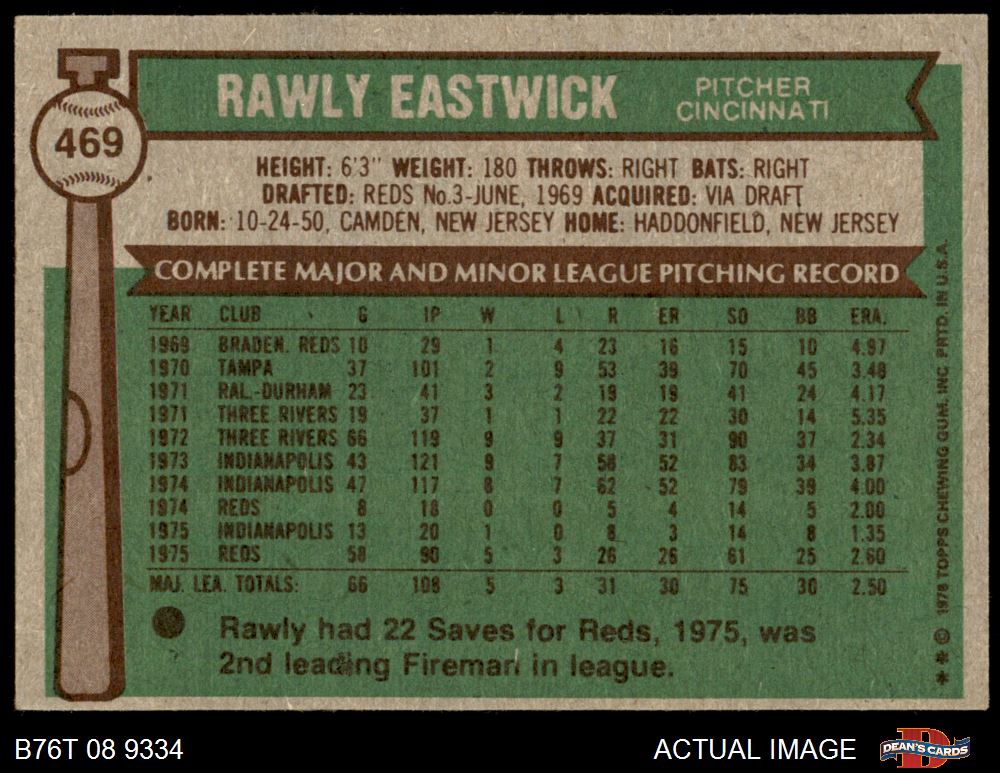 469
RAWLY EASTWICK
PITCHER
CINCINNATI
HEIGHT: 6'3" WEIGHT: 180 THROWS: RIGHT BATS: RIGHT
DRAFTED: REDS No.3-JUNE, 1969 ACQUIRED: VIA DRAFT
BORN: 10-24-50, CAMDEN, NEW JERSEY HOME: HADDONFIELD, NEW JERSEY
COMPLETE MAJOR AND MINOR LEAGUE PITCHING RECORD
YEAR CLUB G IP W L R ER SO BB ERA.
1969 BRADEN. REDS 10 29 1 4 23 16 15 10 4.97
1970 TAMPA 37 101 2 9 53 39 70 45 3.48
1971 RAL.-DURHAM 23 41 3 2 19 19 41 24 4.17
1971 THREE RIVERS 19 37 1 1 22 22 30 14 5.35
1972 THREE RIVERS 66 119 9 9 37 31 90 37 2.34
1973 INDIANAPOLIS 43 121 9 7 58 52 83 34 3.87
1974 INDIANAPOLIS 47 117 8 7 62 52 79 39 4.00
1974 REDS 8 18 0 0 5 4 14 5 2.00
1975 INDIANAPOLIS 13 20 1 0 8 3 14 8 1.35
1975 REDS 58 90 5 3 26 26 61 25 2.60
MAJ. LEA. TOTALS: 66 108 5 3 31 30 75 30 2.50
Rawly had 22 Saves for Reds, 1975, was
2nd leading Fireman in league.
** © 1976 TOPPS CHEWING GUM, INC PRTD. IN U.S.A.
B76T 08 9334
ACTUAL IMAGE
DEAN'S CARDS